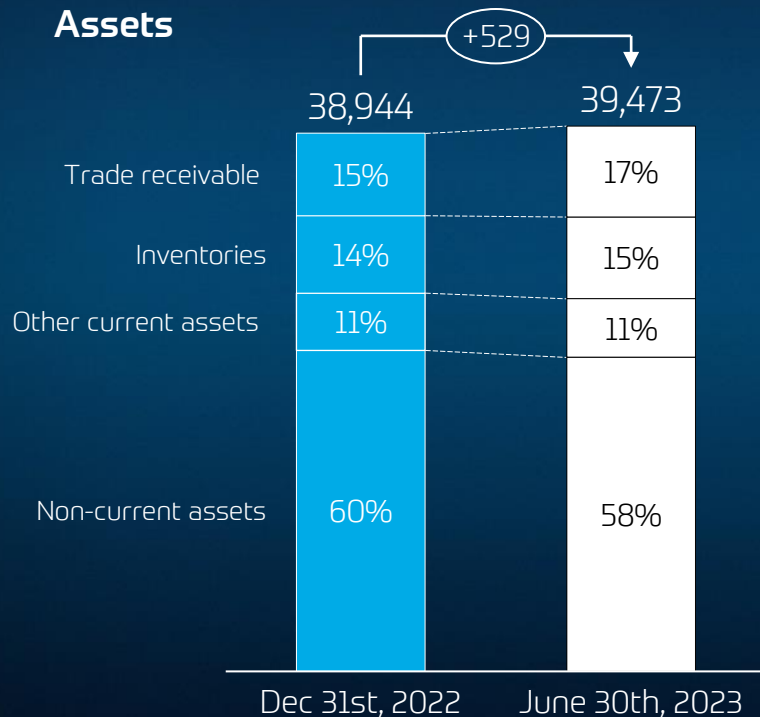 Assets
+529
38,944
39,473
Trade receivable
15%
17%
Inventories
14%
15%
Other current assets
11%
11%
Non-current assets
60%
58%
Dec 31st, 2022
June 30th, 2023